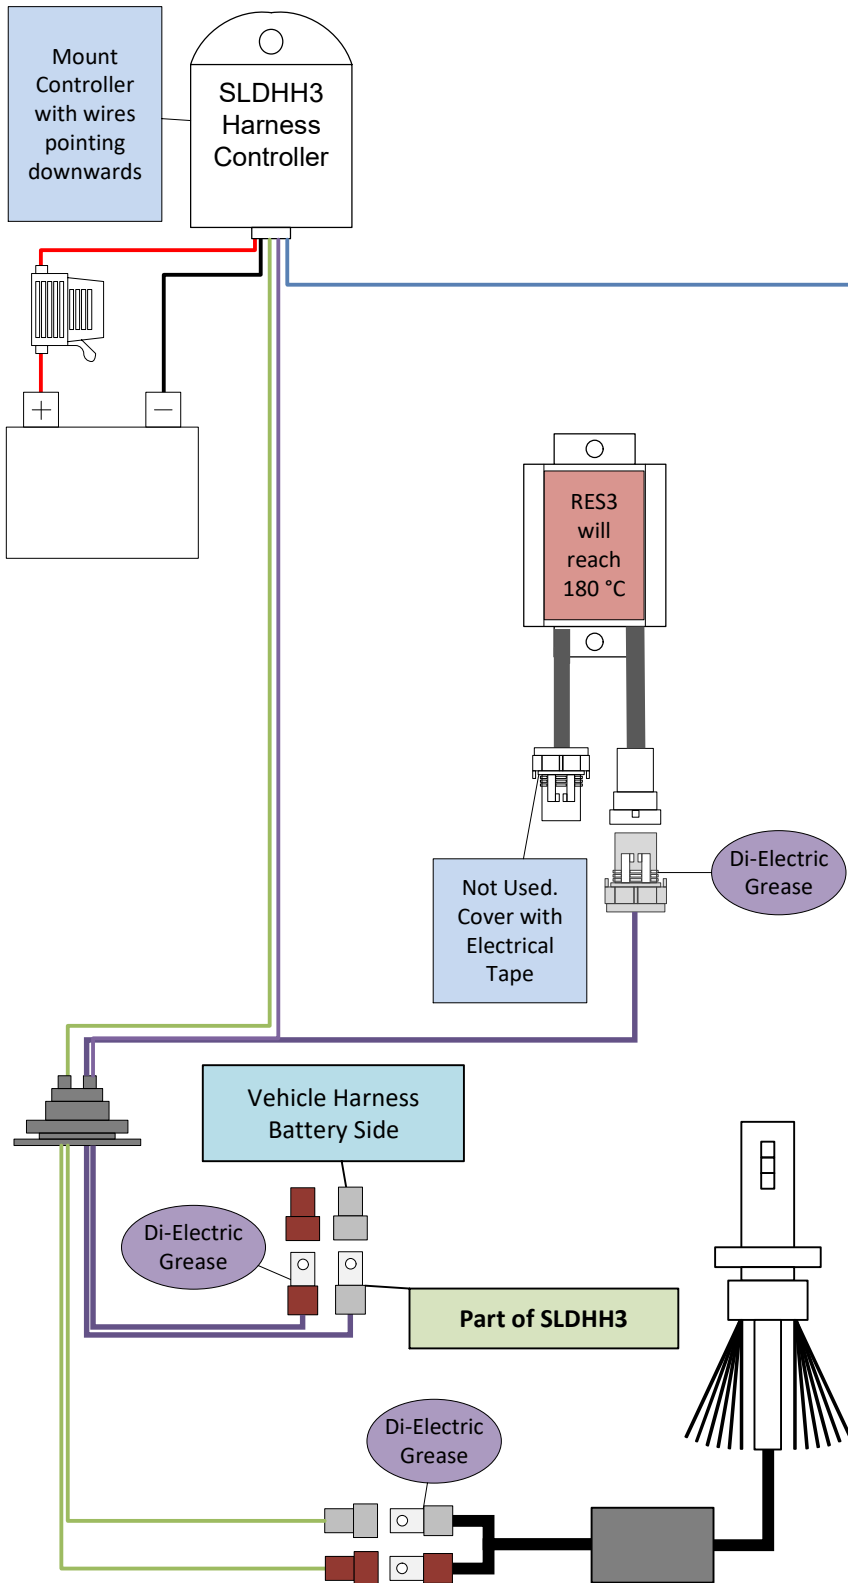 Mount
Controller
with wires
pointing
downwards
SLDHH3
Harness
Controller
+
—
RES3
will
reach
180 °C
Not Used.
Cover with
Electrical
Tape
Di-Electric
Grease
Vehicle Harness
Battery Side
Di-Electric
Grease
Part of SLDHH3
Di-Electric
Grease